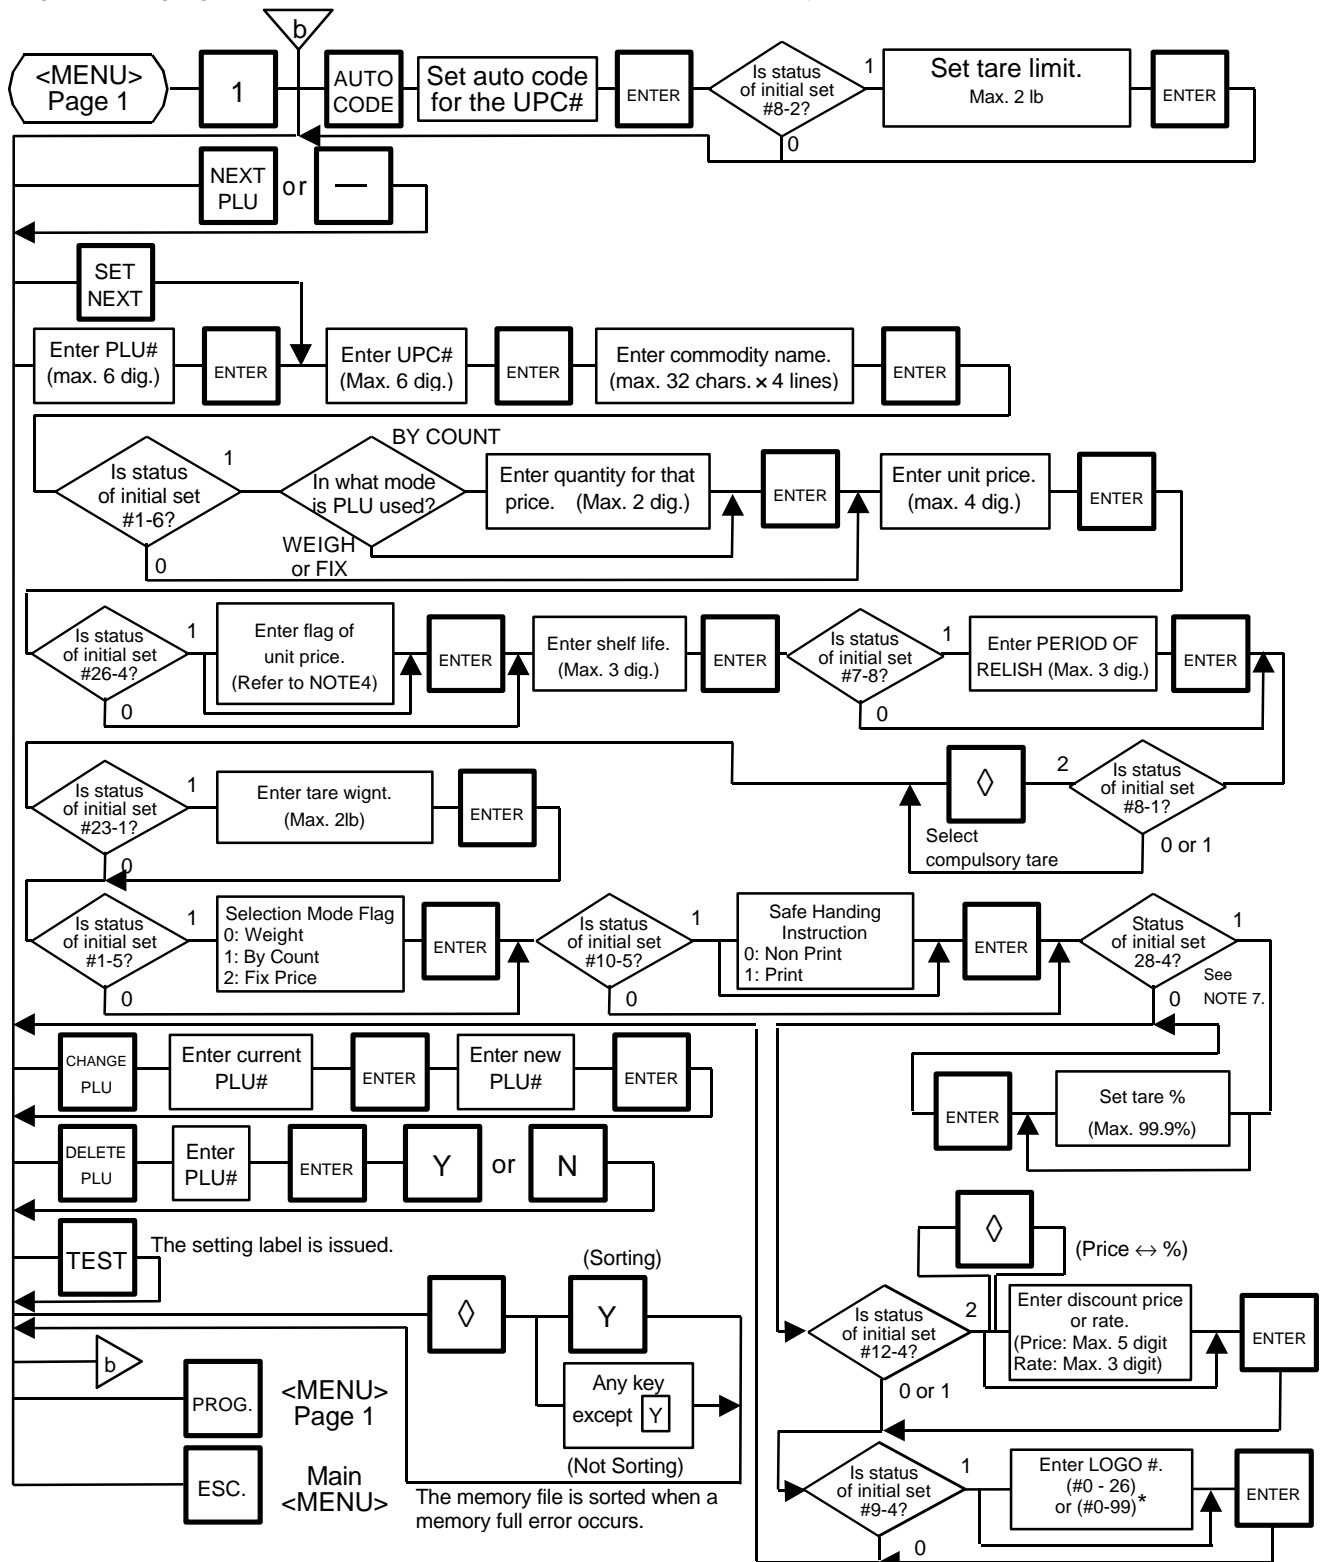 b
<MENU>
Page 1
1
AUTO
CODE
Set auto code
for the UPC#
ENTER
Is status
of initial set
#8-2?
1
0
Set tare limit.
Max. 2 lb
ENTER
NEXT
PLU
or
—
SET
NEXT
Enter PLU#
(max. 6 dig.)
ENTER
Enter UPC#
(Max. 6 dig.)
ENTER
Enter commodity name.
(max. 32 chars. × 4 lines)
ENTER
Is status
of initial set
#1-6?
1
0
In what mode
is PLU used?
BY COUNT
WEIGH
or FIX
Enter quantity for that
price. (Max. 2 dig.)
ENTER
Enter unit price.
(max. 4 dig.)
ENTER
Is status
of initial set
#26-4?
1
0
Enter flag of
unit price.
(Refer to NOTE4)
ENTER
Enter shelf life.
(Max. 3 dig.)
ENTER
Is status
of initial set
#7-8?
1
0
Enter PERIOD OF
RELISH (Max. 3 dig.)
ENTER
Is status
of initial set
#8-1?
2
0 or 1
◊
Select
compulsory tare
Is status
of initial set
#23-1?
1
0
Enter tare wignt.
(Max. 2lb)
ENTER
Is status
of initial set
#1-5?
1
0
Selection Mode Flag
0: Weight
1: By Count
2: Fix Price
ENTER
Is status
of initial set
#10-5?
1
0
Safe Handing
Instruction
0: Non Print
1: Print
ENTER
Status
of initial set
28-4?
1
0
See
NOTE 7.
CHANGE
PLU
Enter current
PLU#
ENTER
Enter new
PLU#
ENTER
ENTER
Set tare %
(Max. 99.9%)
DELETE
PLU
Enter
PLU#
ENTER
Y
or
N
TEST
The setting label is issued.
◊
(Price ↔ %)
◊
(Sorting)
Y
Any key
except Y
(Not Sorting)
The memory file is sorted when a
memory full error occurs.
Is status
of initial set
#12-4?
2
0 or 1
Enter discount price
or rate.
(Price: Max. 5 digit
Rate: Max. 3 digit)
ENTER
b
PROG.
<MENU>
Page 1
ESC.
Main
<MENU>
Is status
of initial set
#9-4?
1
0
Enter LOGO #.
(#0 - 26)
or (#0-99)*
ENTER